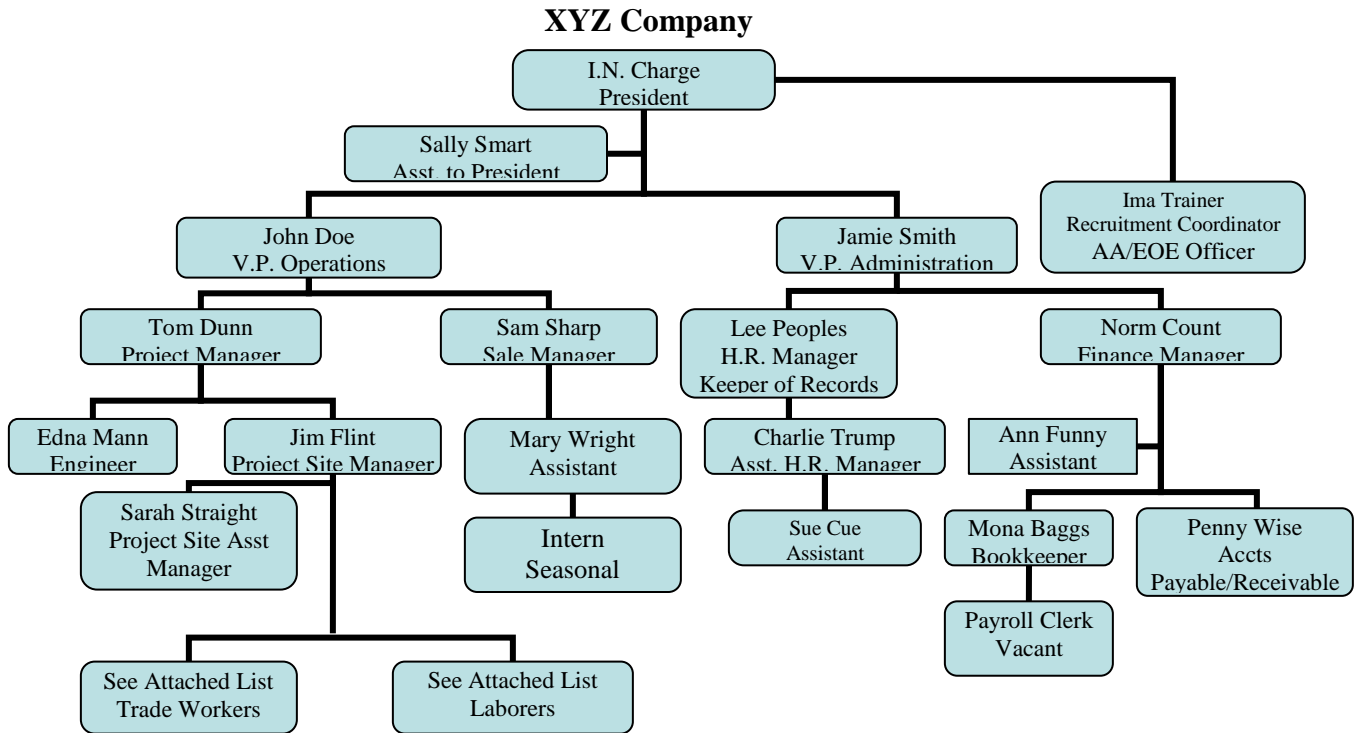 XYZ Company
I.N. Charge
President
Sally Smart
Asst. to President
Ima Trainer
Recruitment Coordinator
AA/EOE Officer
John Doe
V.P. Operations
Jamie Smith
V.P. Administration
Tom Dunn
Project Manager
Sam Sharp
Sale Manager
Lee Peoples
H.R. Manager
Keeper of Records
Norm Count
Finance Manager
Edna Mann
Engineer
Jim Flint
Project Site Manager
Mary Wright
Assistant
Charlie Trump
Asst. H.R. Manager
Ann Funny
Assistant
Sarah Straight
Project Site Asst
Manager
Intern
Seasonal
Sue Cue
Assistant
Mona Baggs
Bookkeeper
Penny Wise
Accts
Payable/Receivable
Payroll Clerk
Vacant
See Attached List
Trade Workers
See Attached List
Laborers